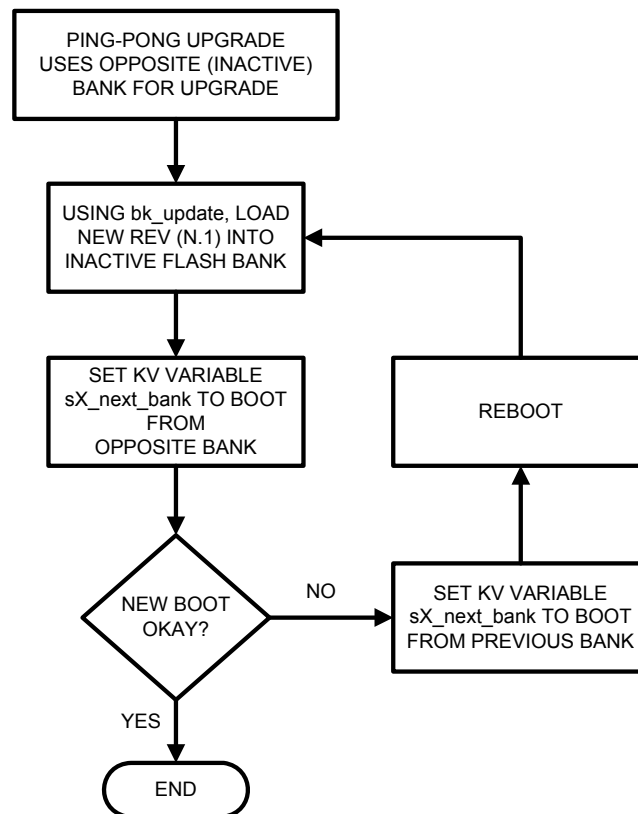 PING-PONG UPGRADE
USES OPPOSITE (INACTIVE)
BANK FOR UPGRADE
USING bk_update, LOAD
NEW REV (N.1) INTO
INACTIVE FLASH BANK
SET KV VARIABLE
sX_next_bank TO BOOT
FROM
OPPOSITE BANK
REBOOT
NEW BOOT
OKAY?
NO
SET KV VARIABLE
sX_next_bank TO BOOT
FROM PREVIOUS BANK
YES
END